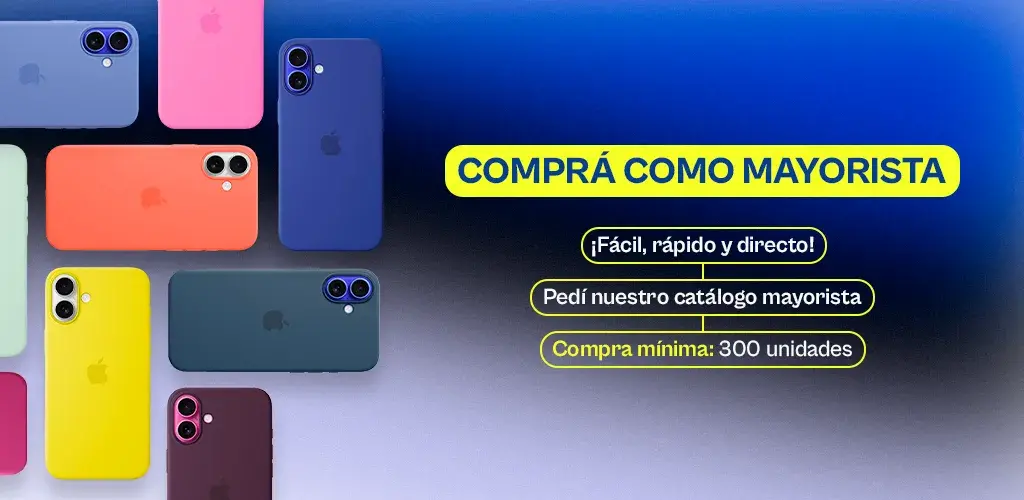 COMPRÁ COMO MAYORISTA
¡Fácil, rápido y directo!
Pedí nuestro catálogo mayorista
Compra mínima: 300 unidades